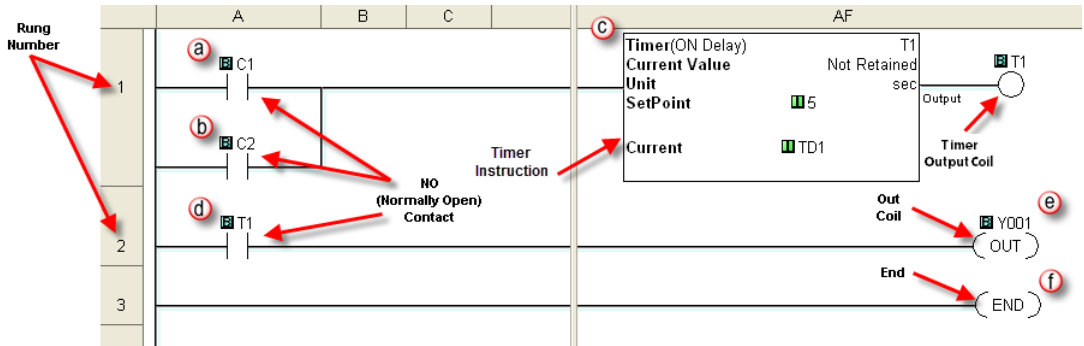 Rung
Number
A B C AF
a
B C1
1
b
B C2
c
Timer(ON Delay) T1
Current Value Not Retained
Unit sec
SetPoint 5
Current TD1
Output
B T1
Timer
Output Coil
Timer
Instruction
NO
(Normally Open)
Contact
d
B T1
2
Out
Coil
e
B Y001
OUT
3
End
f
END